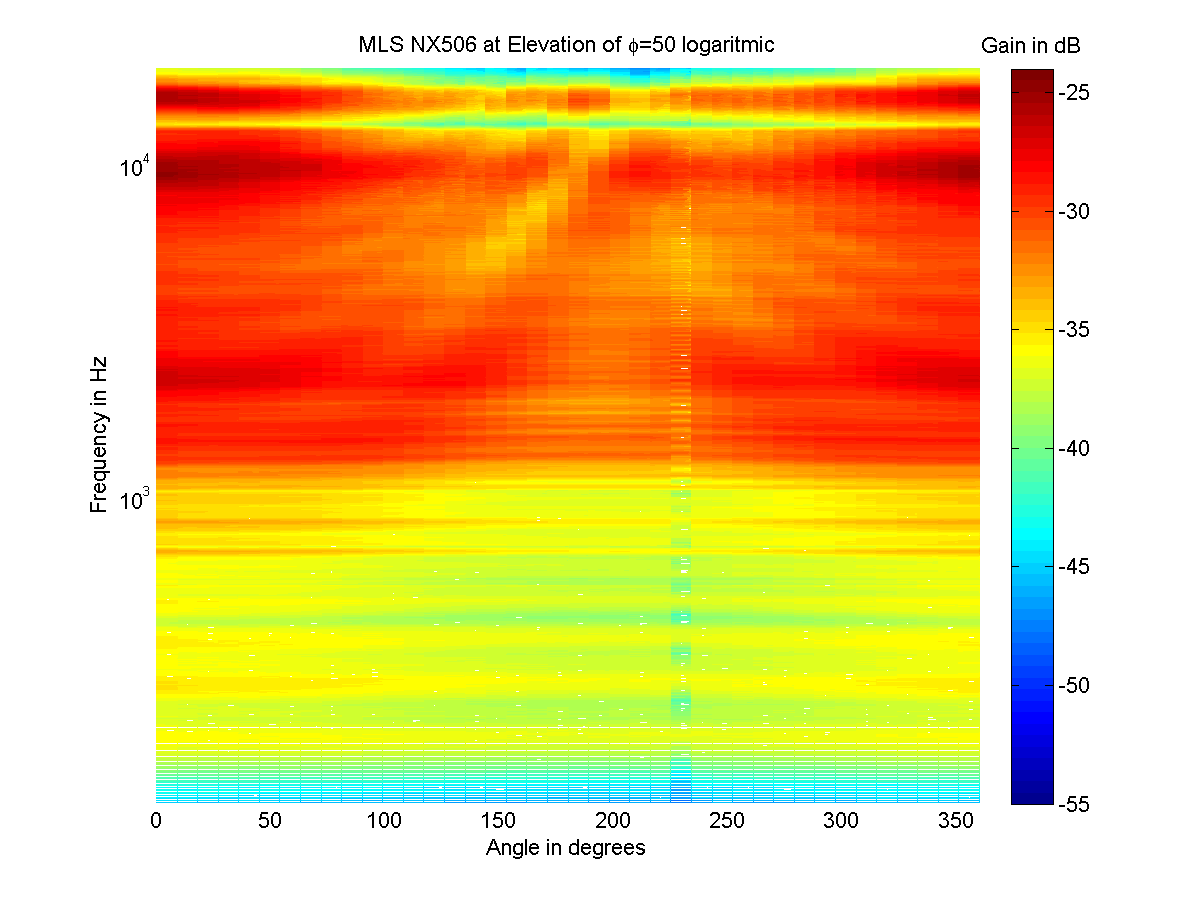 MLS NX506 at Elevation of ϕ=50 logaritmic
Gain in dB
-25
-30
-35
-40
-45
-50
-55
10^4
10^3
Frequency in Hz
0 50 100 150 200 250 300 350
Angle in degrees